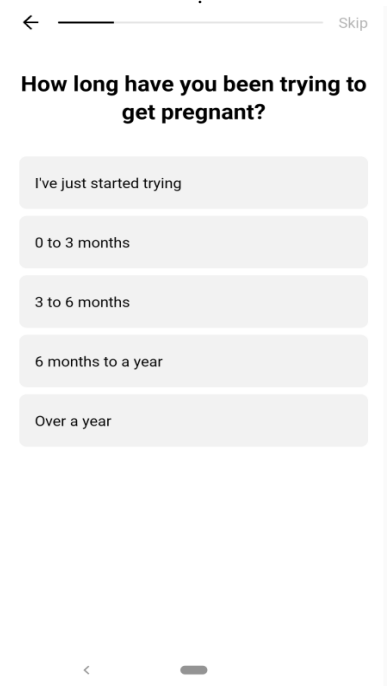 Skip
How long have you been trying to
get pregnant?
I've just started trying
0 to 3 months
3 to 6 months
6 months to a year
Over a year